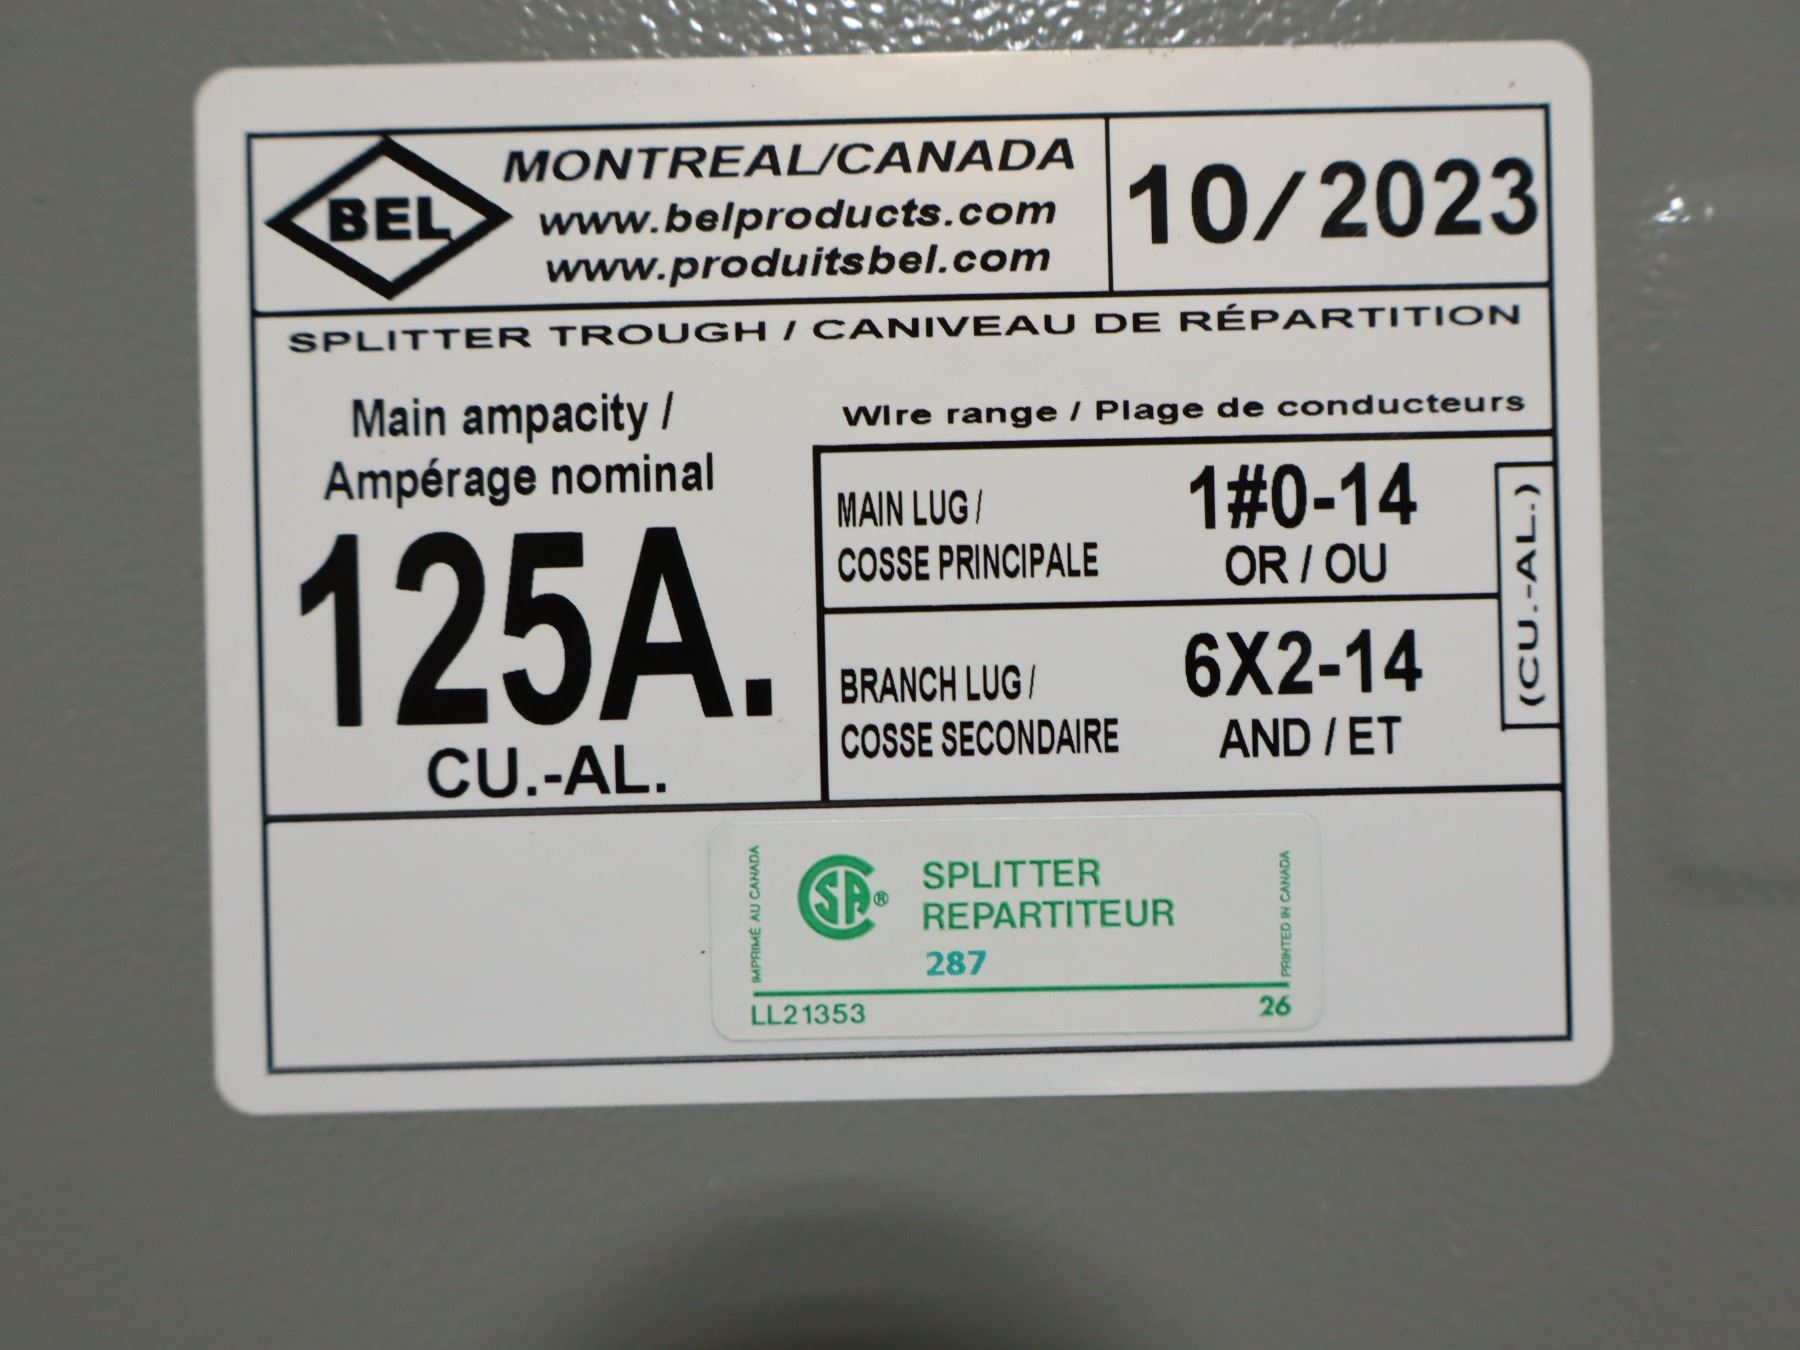 BEL
MONTREAL/CANADA
www.belproducts.com
www.produitsbel.com
10/2023
SPLITTER TROUGH / CANIVEAU DE RÉPARTITION
Main ampacity /
Ampérage nominal
125A.
CU.-AL.
WIre range / Plage de conducteurs
MAIN LUG /
COSSE PRINCIPALE
1#0-14
OR / OU
BRANCH LUG /
COSSE SECONDAIRE
6X2-14
AND / ET
(CU.-AL.)
IMPRIMÉ AU CANADA
CSA®
SPLITTER
REPARTITEUR
287
PRINTED IN CANADA
LL21353
26